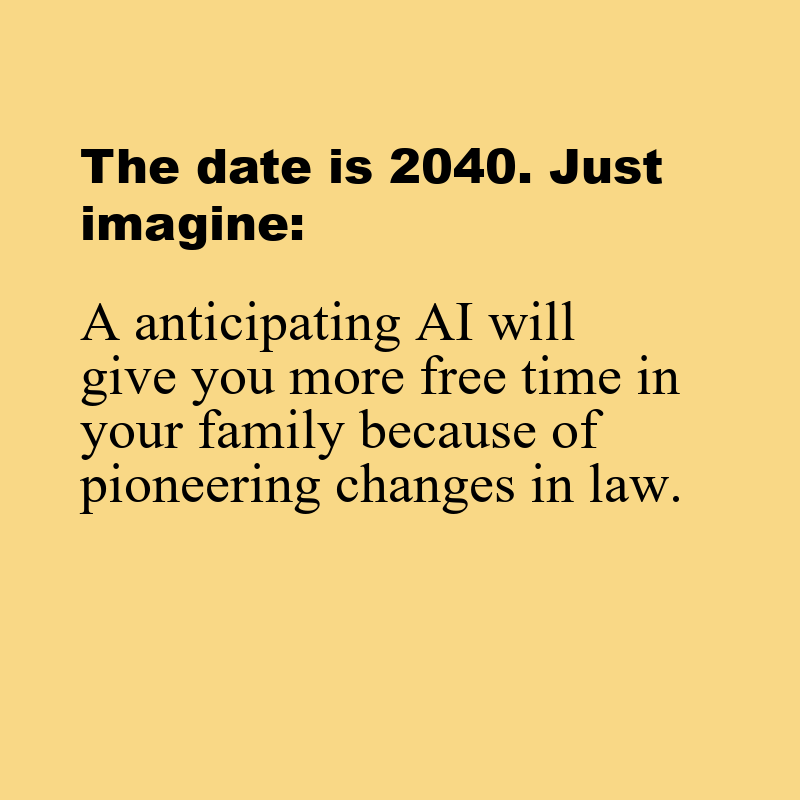 The date is 2040. Just
imagine:
A anticipating AI will
give you more free time in
your family because of
pioneering changes in law.